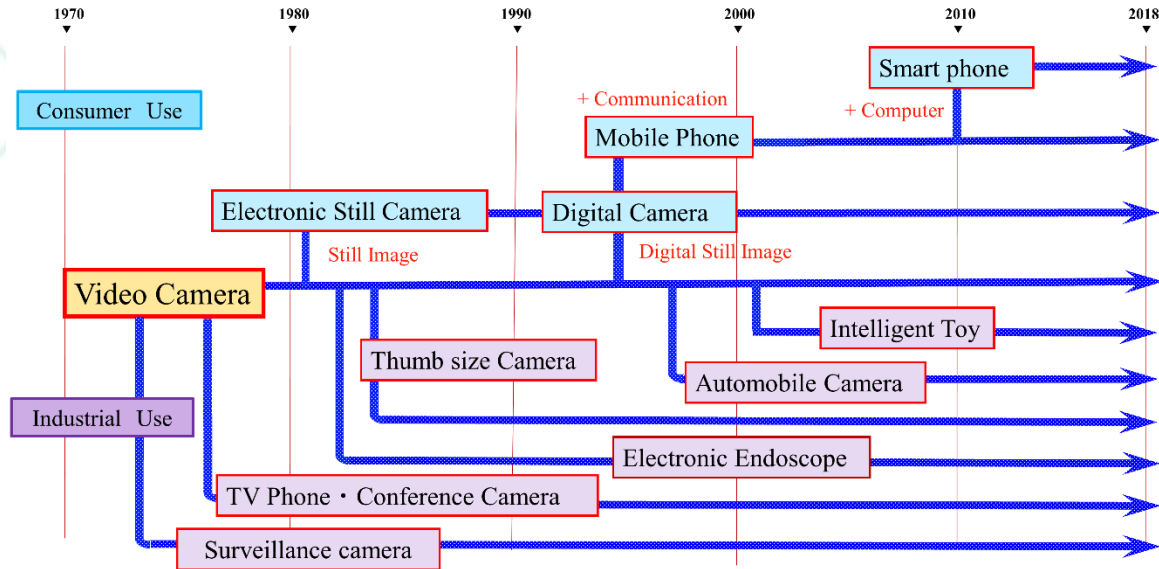 1970 1980 1990 2000 2010 2018
Smart phone
Consumer Use
+ Communication
+ Computer
Mobile Phone
Electronic Still Camera
Digital Camera
Still Image
Digital Still Image
Video Camera
Intelligent Toy
Thumb size Camera
Automobile Camera
Industrial Use
Electronic Endoscope
TV Phone・Conference Camera
Surveillance camera